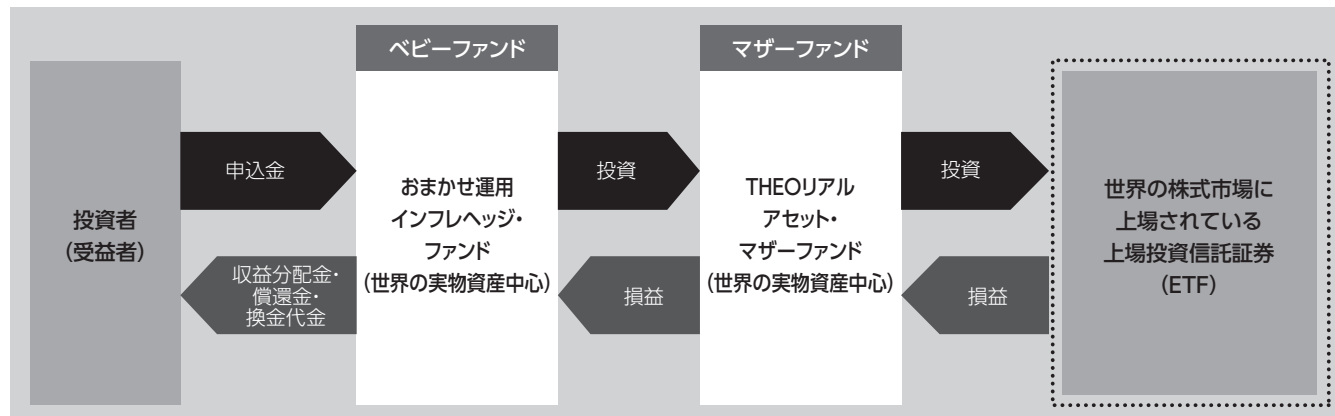 ベビーファンド
マザーファンド
投資者
(受益者)
申込金
収益分配金・
償還金・
換金代金
おまかせ運用
インフレヘッジ・
ファンド
(世界の実物資産中心)
投資
損益
THEOリアル
アセット・
マザーファンド
(世界の実物資産中心)
投資
損益
世界の株式市場に
上場されている
上場投資信託証券
(ETF)